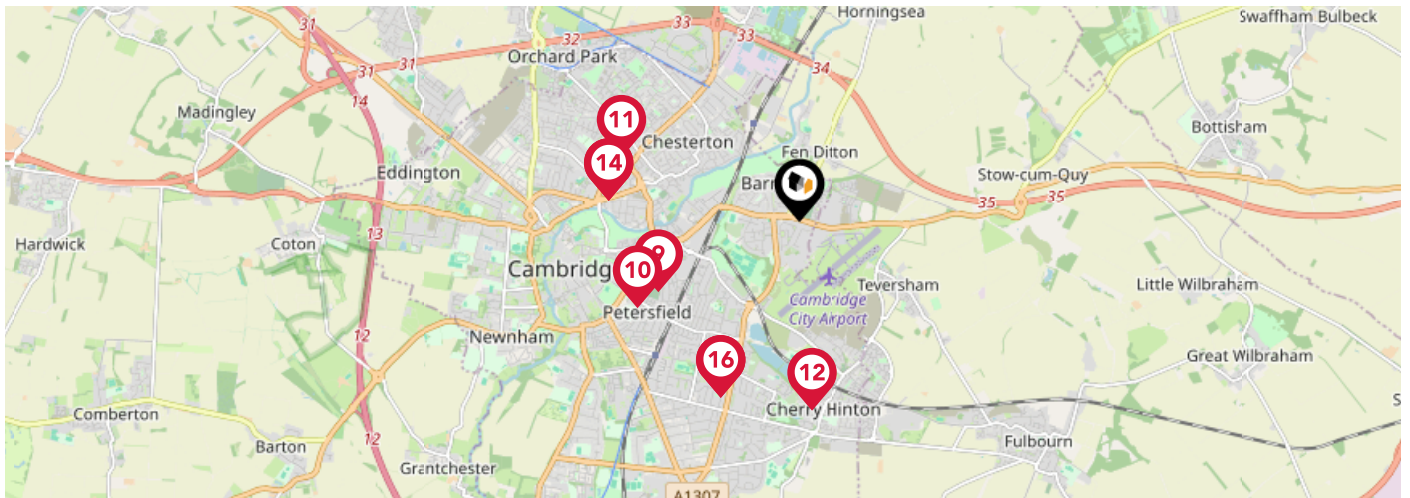 31
33
Horningsea
Swaffham Bulbeck
32
33
Orchard Park
31
31
34
14
Madingley
11
Bottisham
Chesterton
Fen Ditton
14
Eddington
Stow-cum-Quy
35
35
13
Hardwick
Coton
9
Cambridg
10
Teversham
Little Wilbraham
Cambridge
City Airport
Petersfield
12
Newnham
16
Great Wilbraham
12
Comberton
Cherry Hinton
12
Barton
Fulbourn
Grantchester
A1307